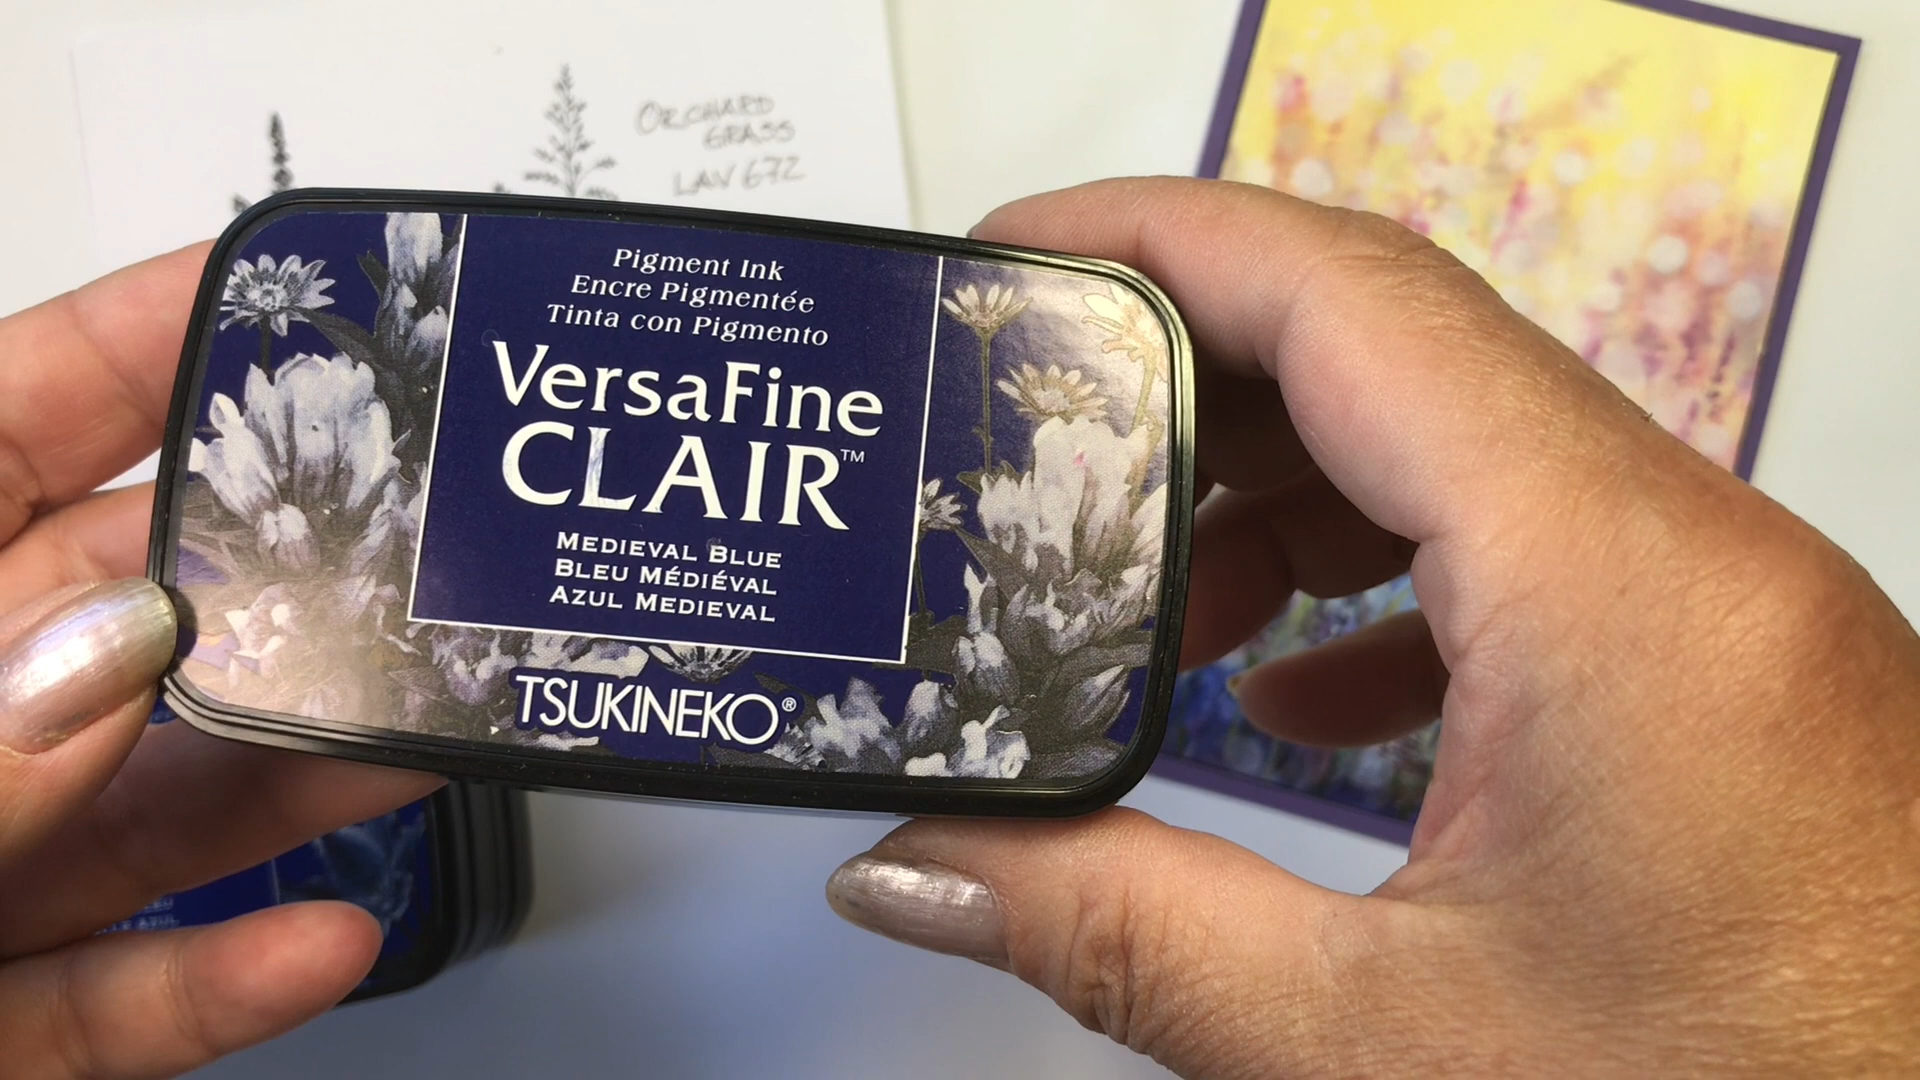 ORCHARD
GRASS
LAV 672
Pigment Ink
Encre Pigmentée
Tinta con Pigmento
VersaFine
CLAIR™
MEDIEVAL BLUE
BLEU MÉDIÉVAL
AZUL MEDIEVAL
TSUKINEKO®